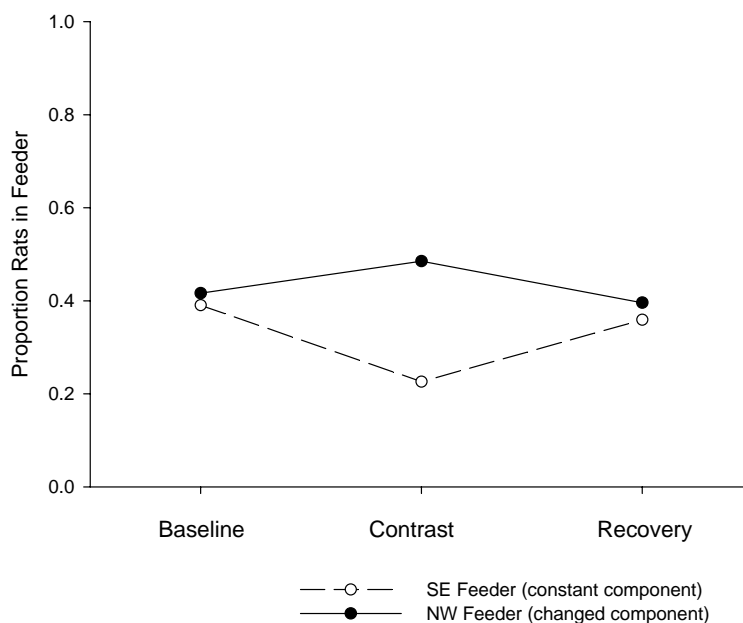 1.0
0.8
0.6
0.4
0.2
0.0
Proportion Rats in Feeder
Baseline Contrast Recovery
SE Feeder (constant component)
NW Feeder (changed component)